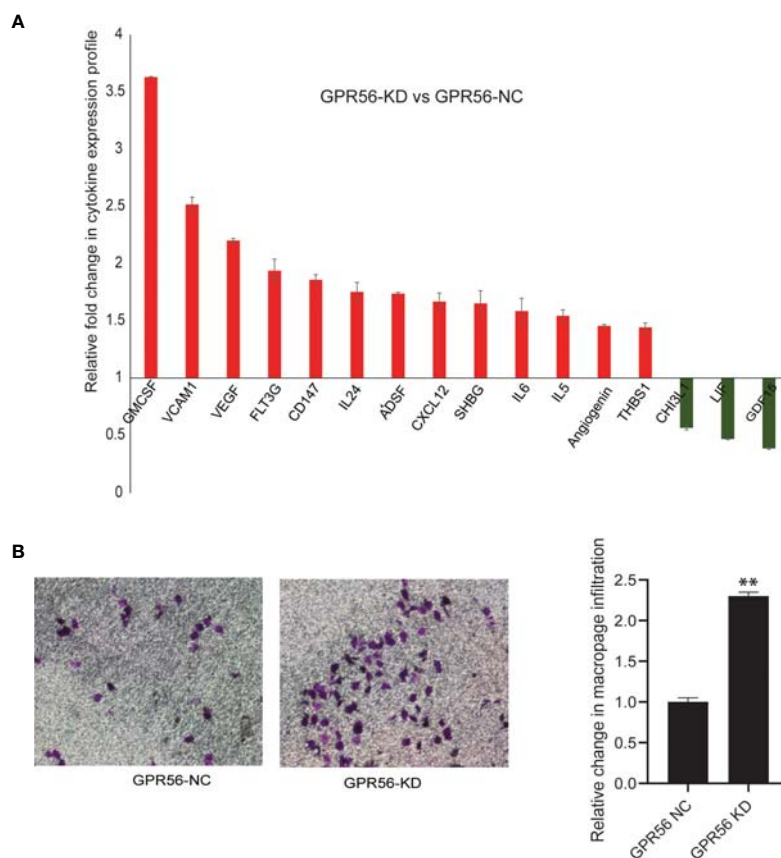 A
Relative fold change in cytokine expression profile
4
3.5
3
2.5
2
1.5
1
0.5
0
GPR56-KD vs GPR56-NC
GMCSF
VCAM1
VEGF
FLT3G
CD147
IL24
ADSF
CXCL12
SHBG
IL6
IL5
Angiogenin
THBS1
CHI3L1
LIF
GDF15
B
GPR56-NC
GPR56-KD
Relative change in macropage infiltration
2.5
2.0
1.5
1.0
0.5
0.0
**
GPR56 NC
GPR56 KD